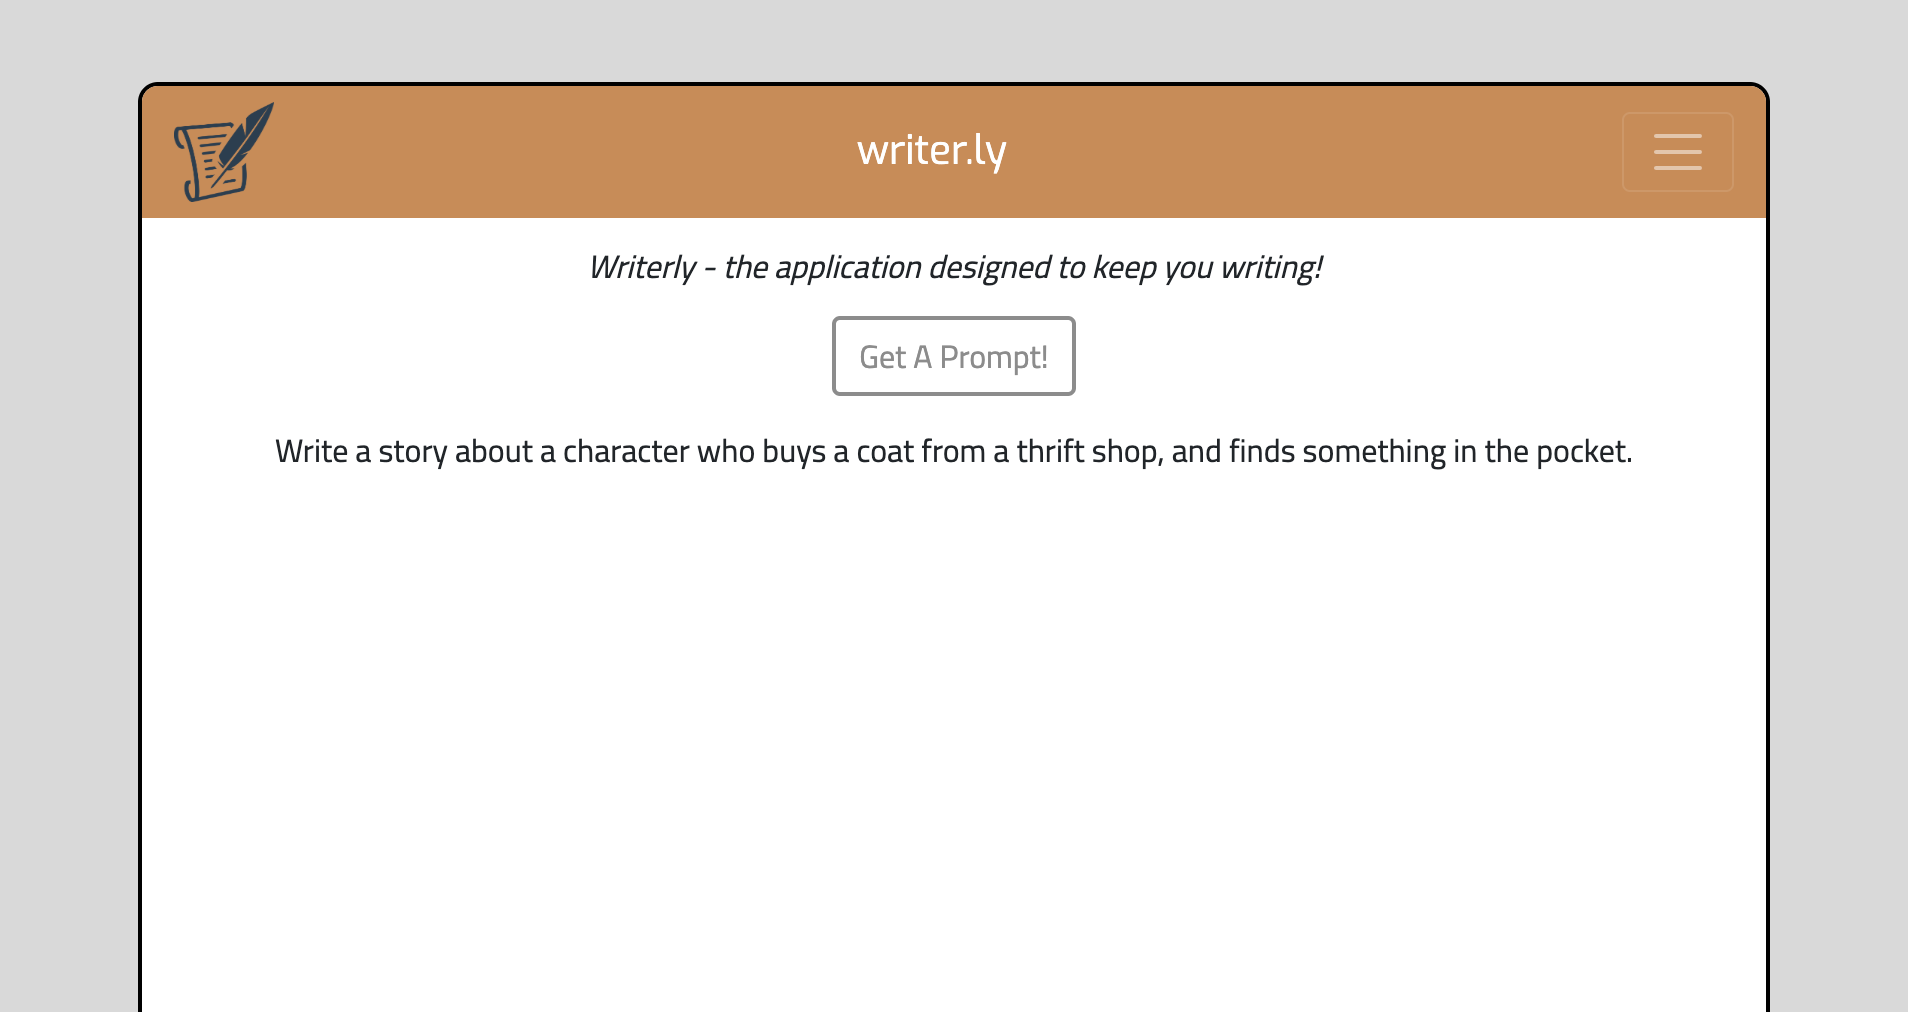 writer.ly
Writerly - the application designed to keep you writing!
Get A Prompt!
Write a story about a character who buys a coat from a thrift shop, and finds something in the pocket.